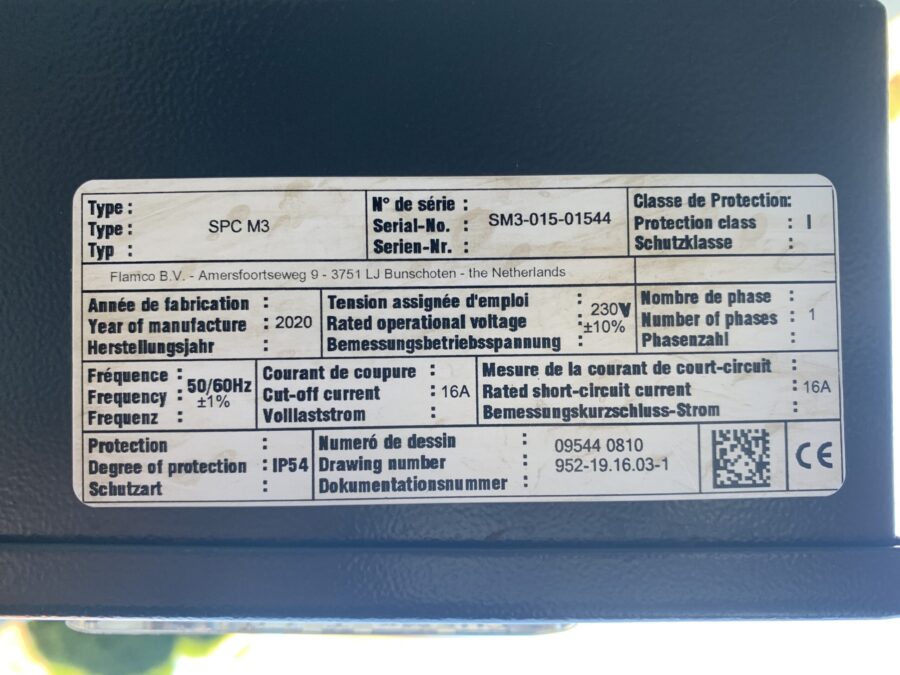 Type :
Type :
Typ :
SPC M3
N° de série :
Serial-No. :
Serien-Nr. :
SM3-015-01544
Classe de Protection:
Protection class : I
Schutzklasse :
Flamco B.V. - Amersfoortseweg 9 - 3751 LJ Bunschoten - the Netherlands
Année de fabrication :
Year of manufacture : 2020
Herstellungsjahr :
Tension assignée d'emploi :
Rated operational voltage :
Bemessungsbetriebsspannung :
230V
±10%
Nombre de phase :
Number of phases : 1
Phasenzahl :
Fréquence :
Frequency :
Frequenz :
50/60Hz
±1%
Courant de coupure :
Cut-off current : 16A
Volllaststrom :
Mesure de la courant de court-circuit :
Rated short-circuit current : 16A
Bemessungskurzschluss-Strom :
Protection :
Degree of protection : IP54
Schutzart :
Numeró de dessin :
Drawing number :
Dokumentationsnummer :
09544 0810
952-19.16.03-1
CE